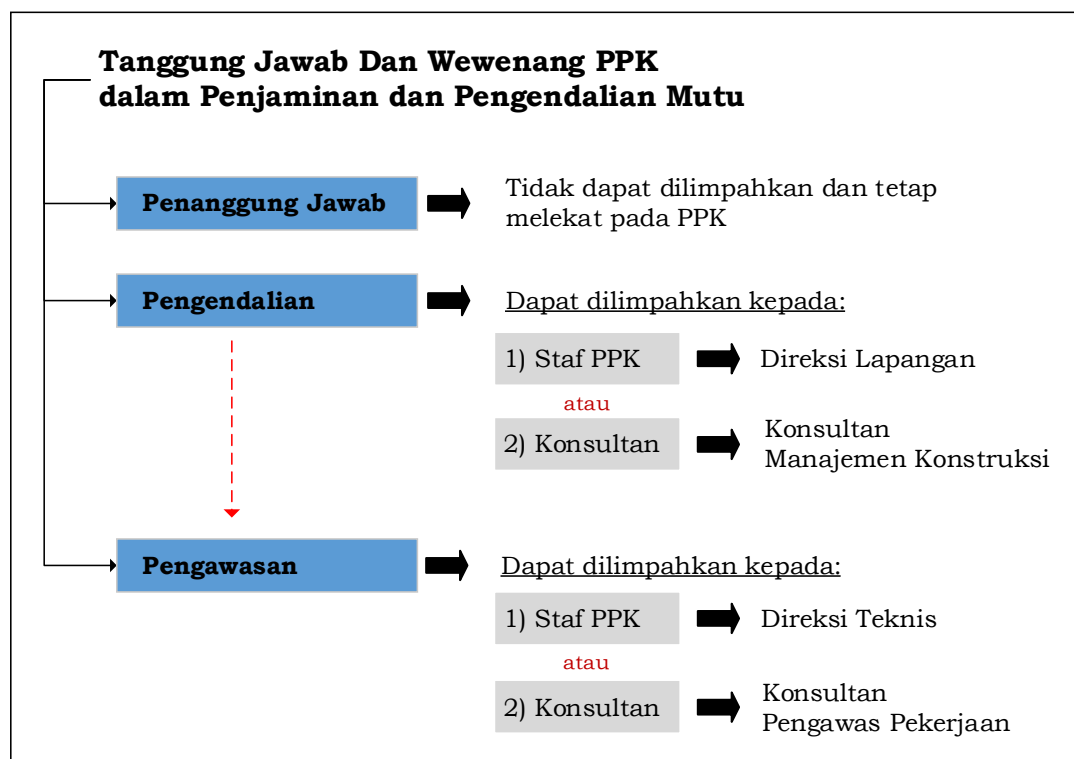 Tanggung Jawab Dan Wewenang PPK
dalam Penjaminan dan Pengendalian Mutu
Penanggung Jawab
Tidak dapat dilimpahkan dan tetap
melekat pada PPK
Pengendalian
Dapat dilimpahkan kepada:
1) Staf PPK
Direksi Lapangan
atau
2) Konsultan
Konsultan
Manajemen Konstruksi
Pengawasan
Dapat dilimpahkan kepada:
1) Staf PPK
Direksi Teknis
atau
2) Konsultan
Konsultan
Pengawas Pekerjaan